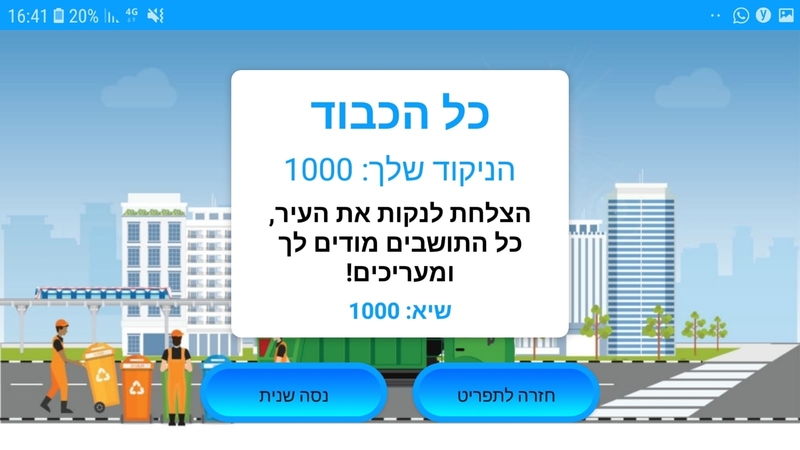 16:41 20% 4G
כל הכבוד
הניקוד שלך: 1000
הצלחת לנקות את העיר,
כל התושבים מודים לך
ומעריכים!
שיא: 1000
חזרה לתפריט
נסה שנית